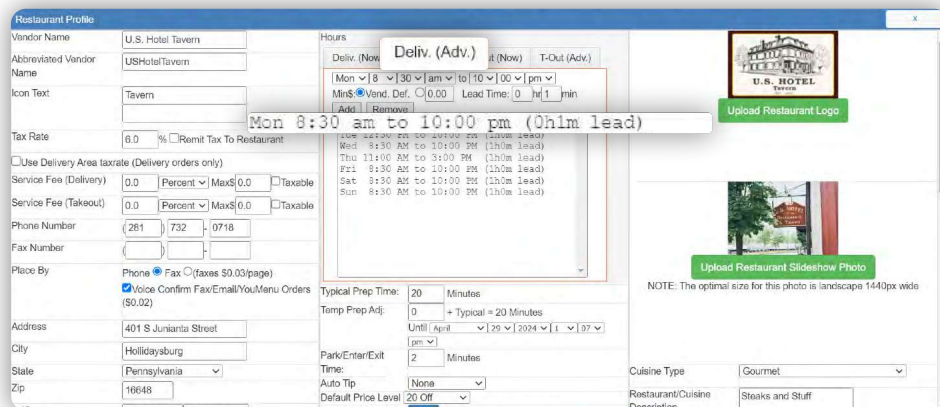 Restaurant Profile
x
Vendor Name
U.S. Hotel Tavern
Abbreviated Vendor Name
USHotelTavern
Icon Text
Tavern
Tax Rate
6.0 % Remit Tax To Restaurant
Use Delivery Area taxrate (Delivery orders only)
Service Fee (Delivery)
0.0 Percent Max$ 0.0 Taxable
Service Fee (Takeout)
0.0 Percent Max$ 0.0 Taxable
Phone Number
( 281 ) 732 - 0718
Fax Number
( ) -
Place By
Phone Fax (faxes $0.03/page)
Voice Confirm Fax/Email/YouMenu Orders
($0.02)
Address
401 S Junianta Street
City
Hollidaysburg
State
Pennsylvania
Zip
16648
Hours
Deliv. (Now
Deliv. (Adv.)
(Now)
T-Out (Adv.)
Mon 8 30 am to 10 00 pm
Min$: Vend. Def. 0.00 Lead Time: 0 hr 1 min
Add Remove
Mon 8:30 am to 10:00 pm (0h1m lead)
Tue 12:30 PM to 10:00 PM (1h0m lead)
Wed 8:30 AM to 10:00 PM (1h0m lead)
Thu 11:00 AM to 3:00 PM (1h0m lead)
Fri 8:30 AM to 10:00 PM (1h0m lead)
Sat 8:30 AM to 10:00 PM (1h0m lead)
Sun 8:30 AM to 10:00 PM (1h0m lead)
Typical Prep Time:
20 Minutes
Temp Prep Adj:
0 + Typical = 20 Minutes
Until April 29 2024 1 07
pm
Park/Enter/Exit Time:
2 Minutes
Auto Tip
None
Default Price Level
20 Off
U.S. HOTEL
Tavern
Upload Restaurant Logo
U.S. HOTEL
Upload Restaurant Slideshow Photo
NOTE: The optimal size for this photo is landscape 1440px wide
Cuisine Type
Gourmet
Restaurant/Cuisine
Steaks and Stuff